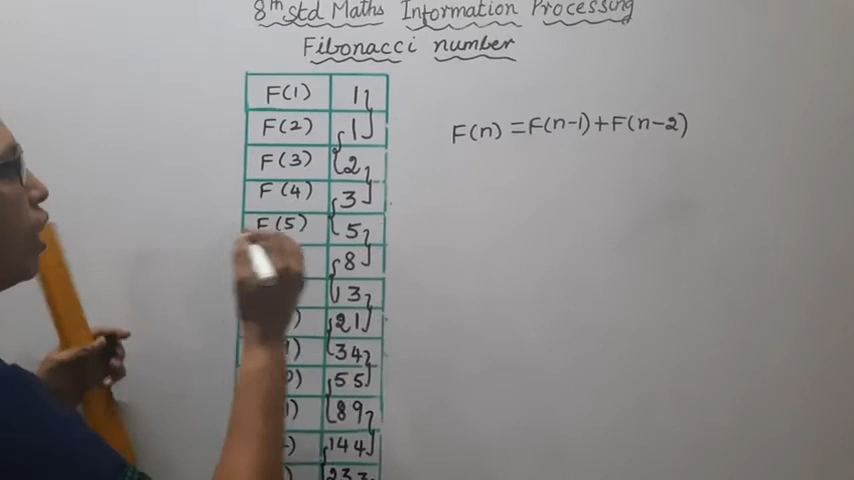 8th Std Maths Information Processing
Fibonacci number
F(1) 1
F(2) 1
F(3) 2
F(4) 3
F(5) 5
8
13
) 21
) 34
) 55
1) 89
) 144
) 233
F(n) =F(n-1)+F(n-2)